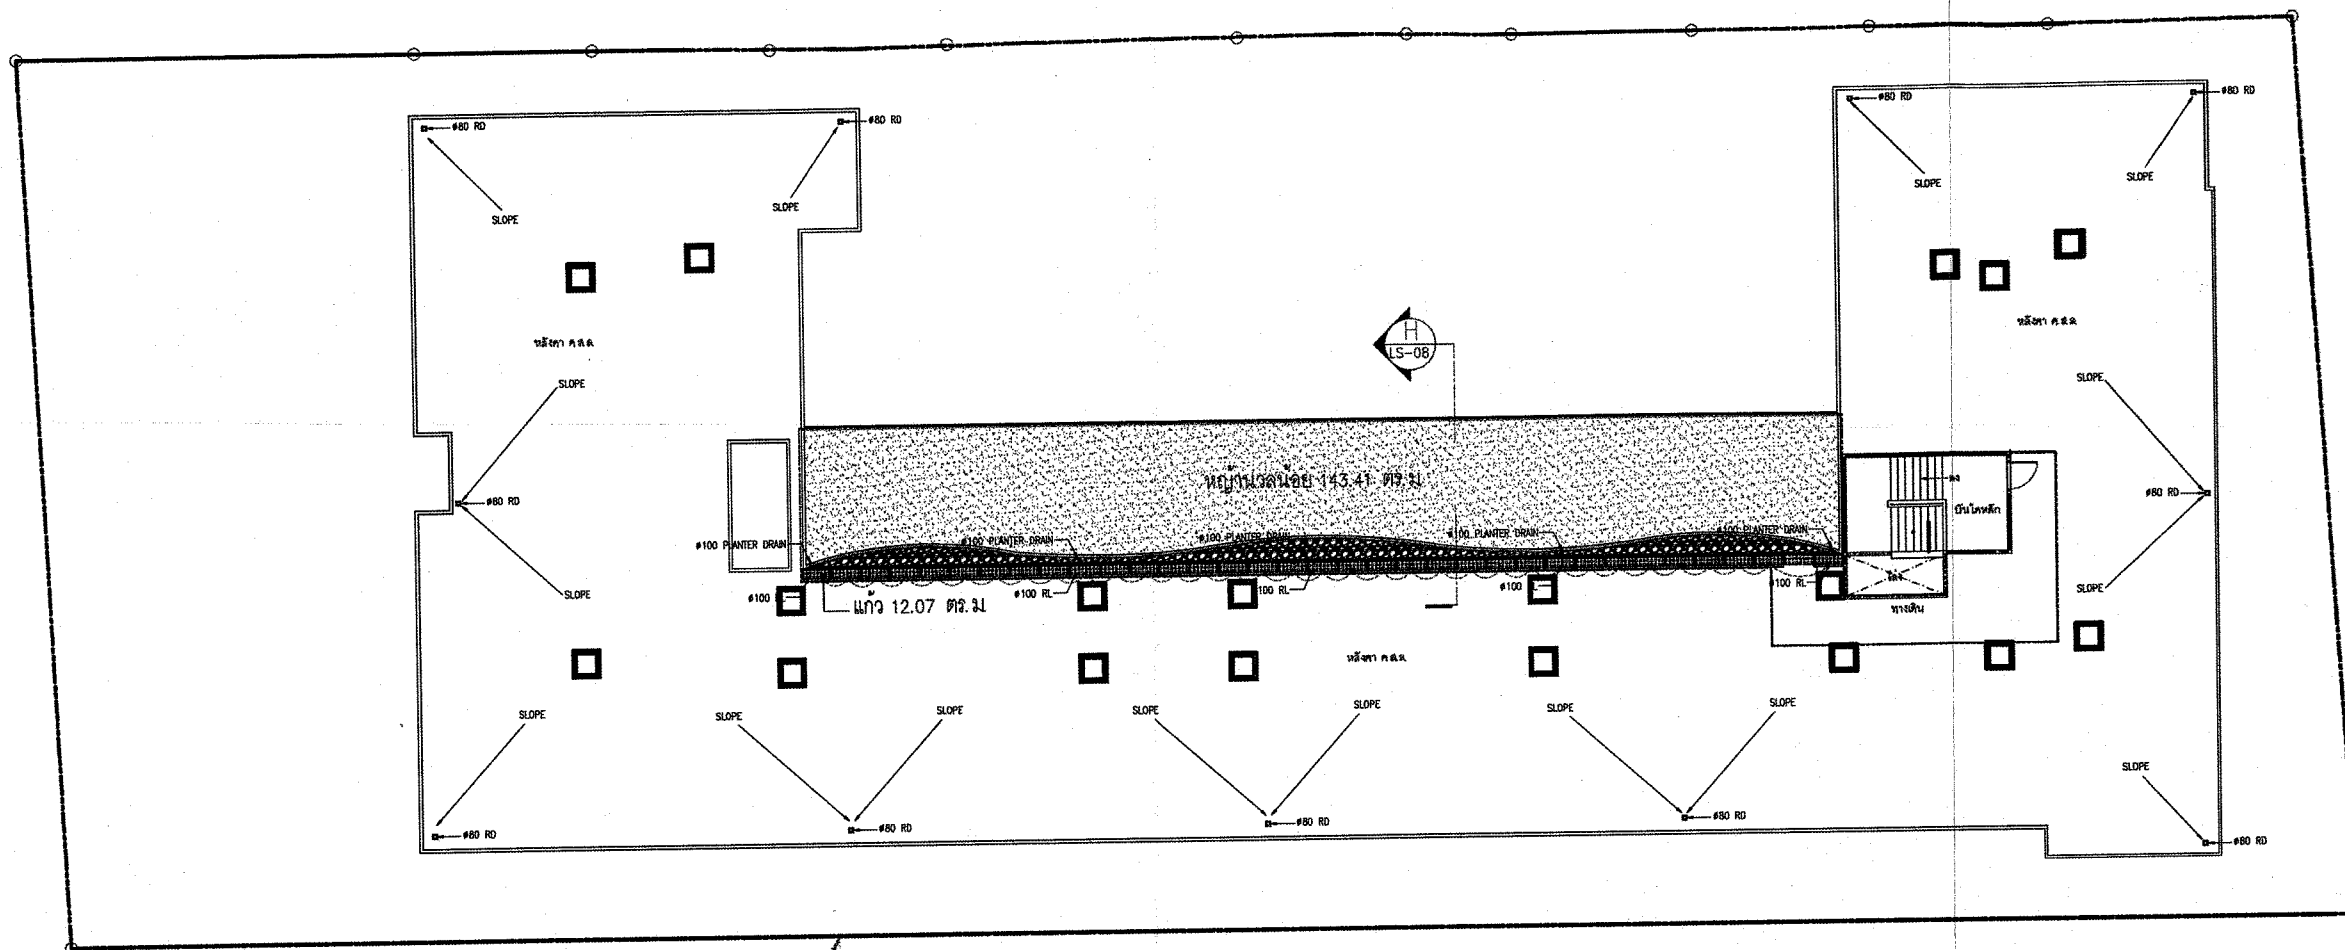 ø80 RD
ø80 RD
ø80 RD
ø80 RD
SLOPE
SLOPE
SLOPE
SLOPE
หลังคา ค.ส.ล.
หลังคา ค.ส.ล.
H
LS-08
SLOPE
SLOPE
หญ้านวลน้อย 143.41 ตร.ม
ลง
ø80 RD
ø80 RD
บันไดหลัก
ø100 PLANTER DRAIN
ø100 PLANTER DRAIN
ø100 PLANTER DRAIN
ø100 PLANTER DRAIN
ø100 PLANTER DRAIN
SLOPE
ø100 RL
ø100 RL
ø100 RL
ø100 RL
SLOPE
แก้ว 12.07 ตร.ม
ทางเดิน
หลังคา ค.ส.ล.
SLOPE
SLOPE
SLOPE
SLOPE
SLOPE
SLOPE
SLOPE
SLOPE
ø80 RD
ø80 RD
ø80 RD
ø80 RD
ø80 RD